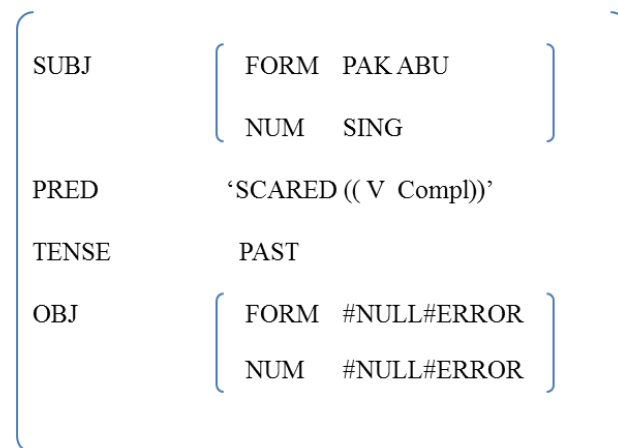 SUBJ FORM PAK ABU
NUM SING
PRED ‘SCARED (( V Compl))’
TENSE PAST
OBJ FORM #NULL#ERROR
NUM #NULL#ERROR